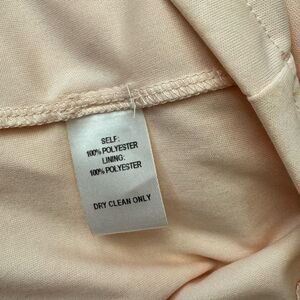 SELF:
100% POLYESTER
LINING:
100% POLYESTER
DRY CLEAN ONLY